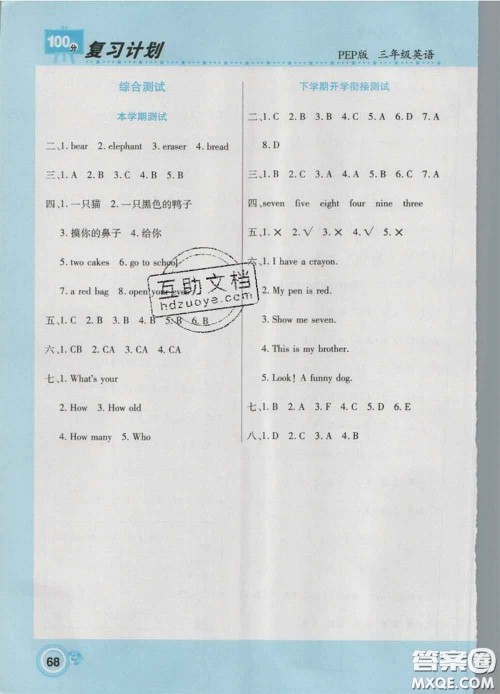 100分 复习计划
PEP版 三年级英语
综合测试
本学期测试
二、1. bear 2. elephant 3. eraser 4. bread
三、1. A 2. B 3. B 4. B 5. B
四、1. 一只猫 2. 一只黑色的鸭子
3. 摸你的鼻子 4. 给你
5. two cakes 6. go to school
7. a red bag 8. open your eyes
五、1. C 2. B 3. B 4. B 5. B 6. B
六、1. CB 2. CA 3. CA 4. CA
七、1. What's your
2. How 3. How old
4. How many 5. Who
下学期开学衔接测试
二、1. C 2. B 3. B 4. C 5. A 6. D 7. A
8. D
三、1. C 2. B 3. B 4. C 5. B 6. B 7. A
四、seven five eight four nine three
五、1. × 2. √ 3. × 4. × 5. √
六、1. I have a crayon.
2. My pen is red.
3. Show me seven.
4. This is my brother.
5. Look! A funny dog.
七、1. B 2. A 3. F 4. C 5. D 6. E
八、1. D 2. C 3. A 4. B
互助文档
hdzuoye.com
68
答案圈
MXQE.COM